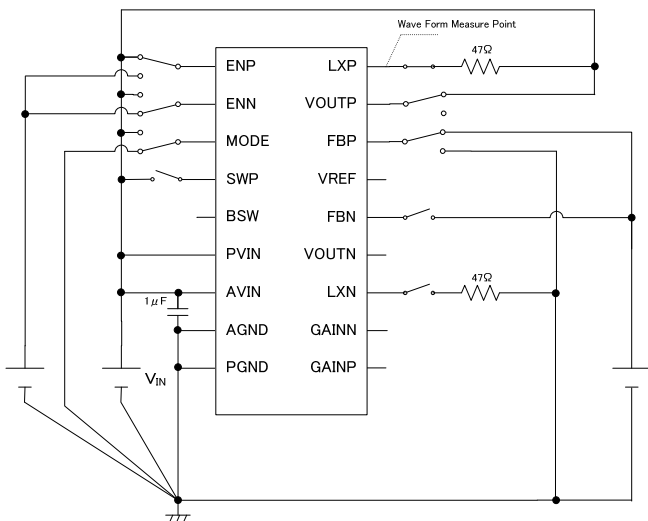 Wave Form Measure Point
47Ω
ENP
LXP
ENN
VOUTP
MODE
FBP
SWP
VREF
BSW
FBN
PVIN
VOUTN
AVIN
LXN
47Ω
1μF
AGND
GAINN
PGND
GAINP
VIN